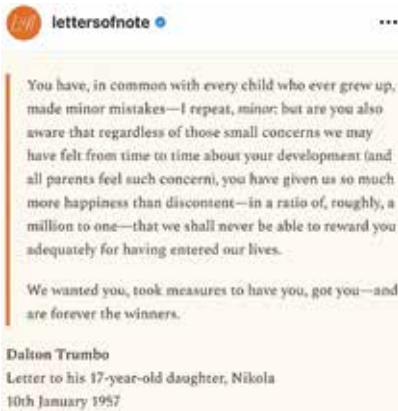 lettersofnote
You have, in common with every child who ever grew up,
made minor mistakes—I repeat, minor: but are you also
aware that regardless of those small concerns we may
have felt from time to time about your development (and
all parents feel such concern), you have given us so much
more happiness than discontent—in a ratio of, roughly, a
million to one—that we shall never be able to reward you
adequately for having entered our lives.
We wanted you, took measures to have you, got you—and
are forever the winners.
Dalton Trumbo
Letter to his 17-year-old daughter, Nikola
10th January 1957